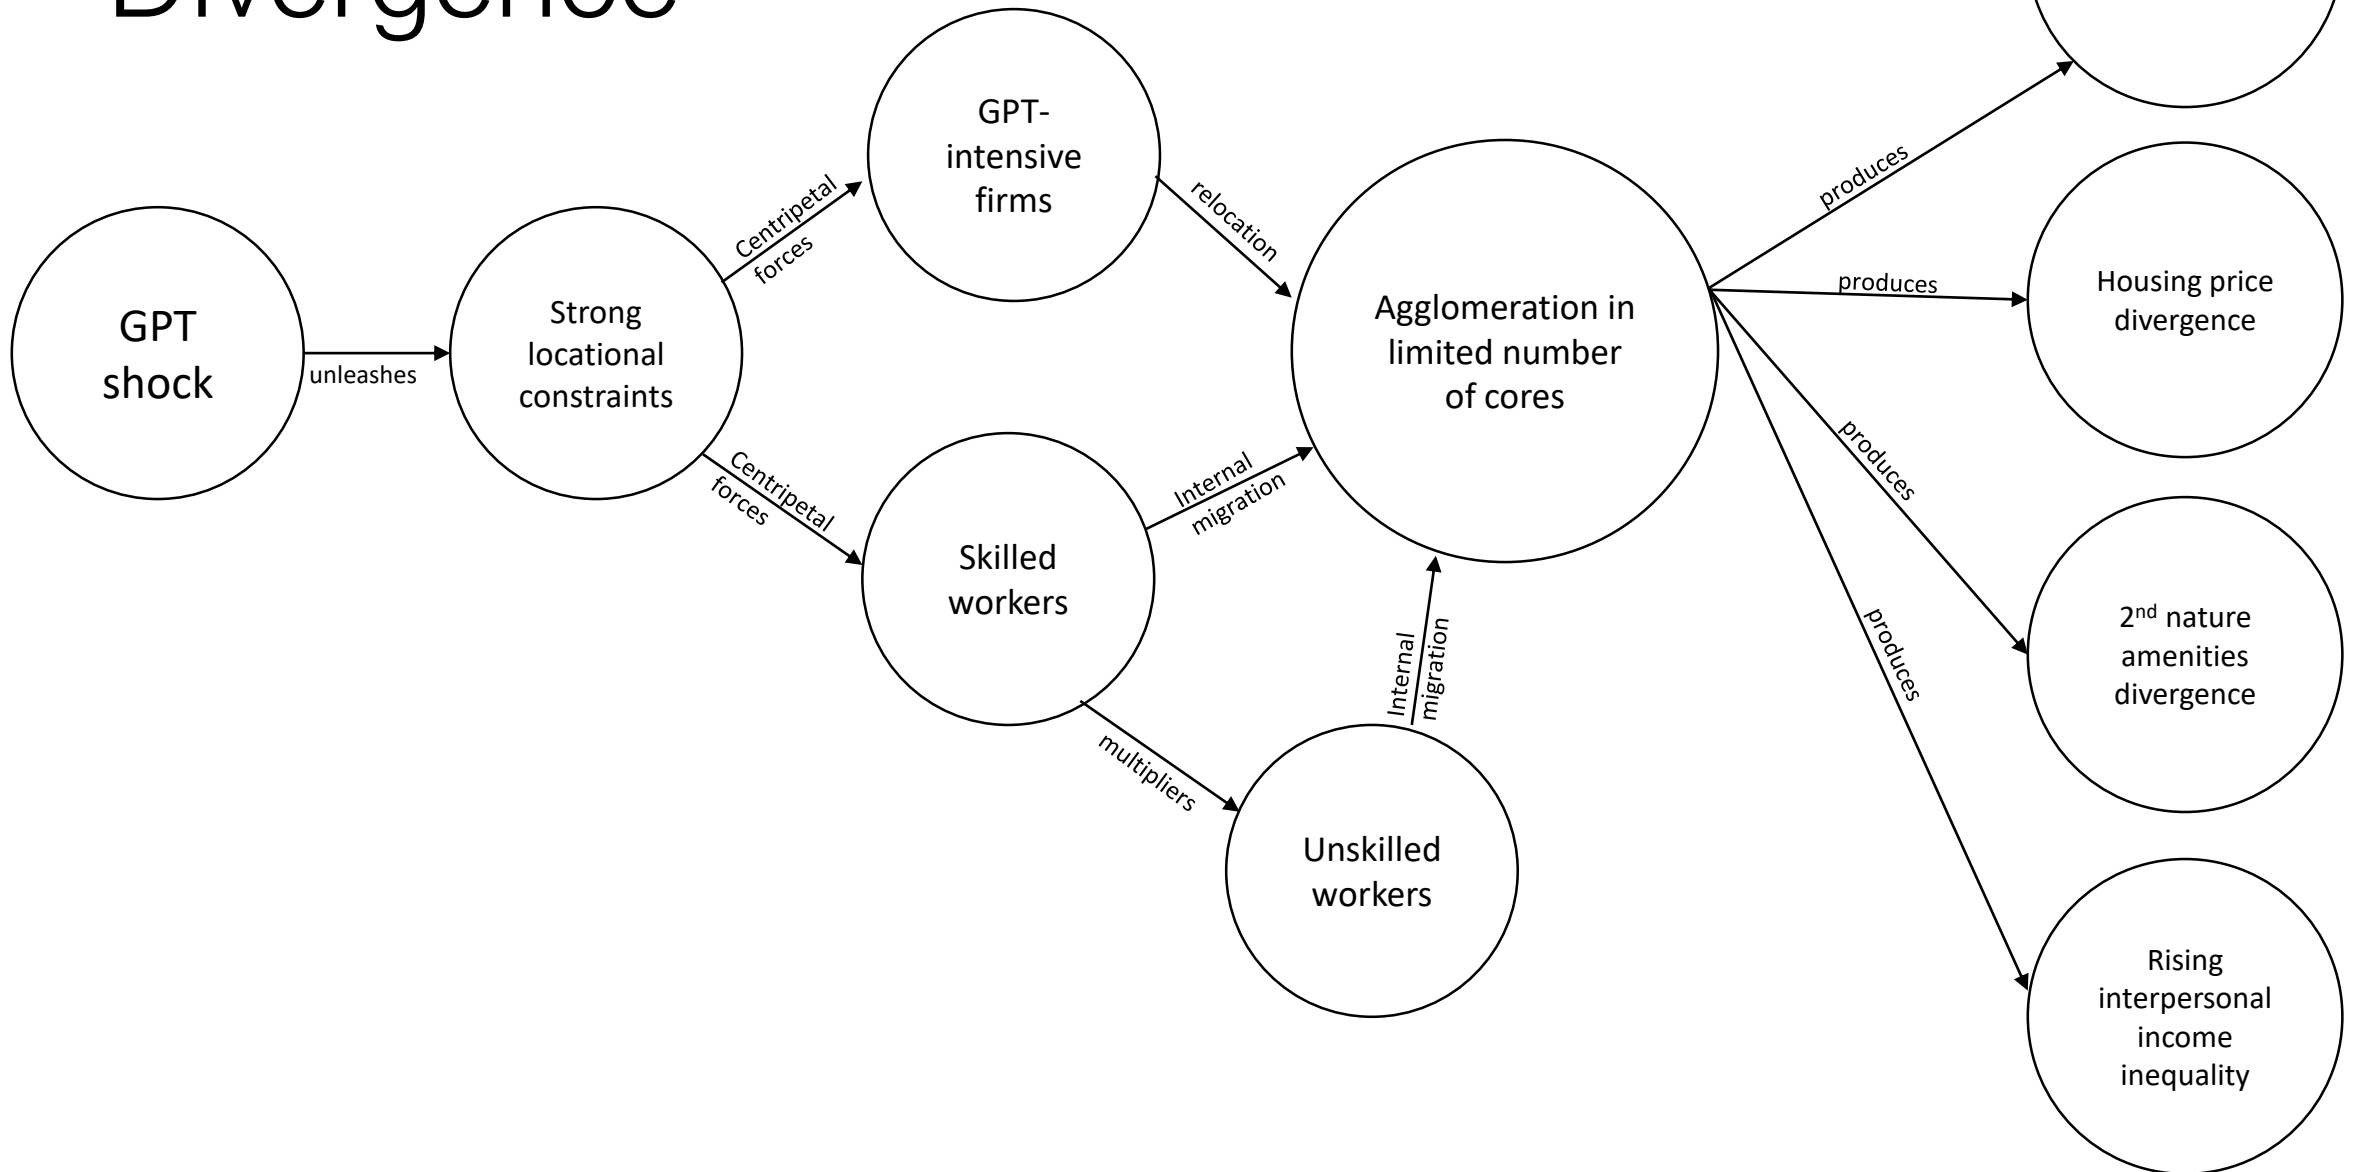 Divergence
GPT
shock
unleashes
Strong
locational
constraints
Centripetal
forces
Centripetal
forces
GPT-
intensive
firms
Skilled
workers
relocation
Internal
migration
multipliers
Unskilled
workers
Internal
migration
Agglomeration in
limited number
of cores
produces
produces
produces
produces
Housing price
divergence
2nd nature
amenities
divergence
Rising
interpersonal
income
inequality